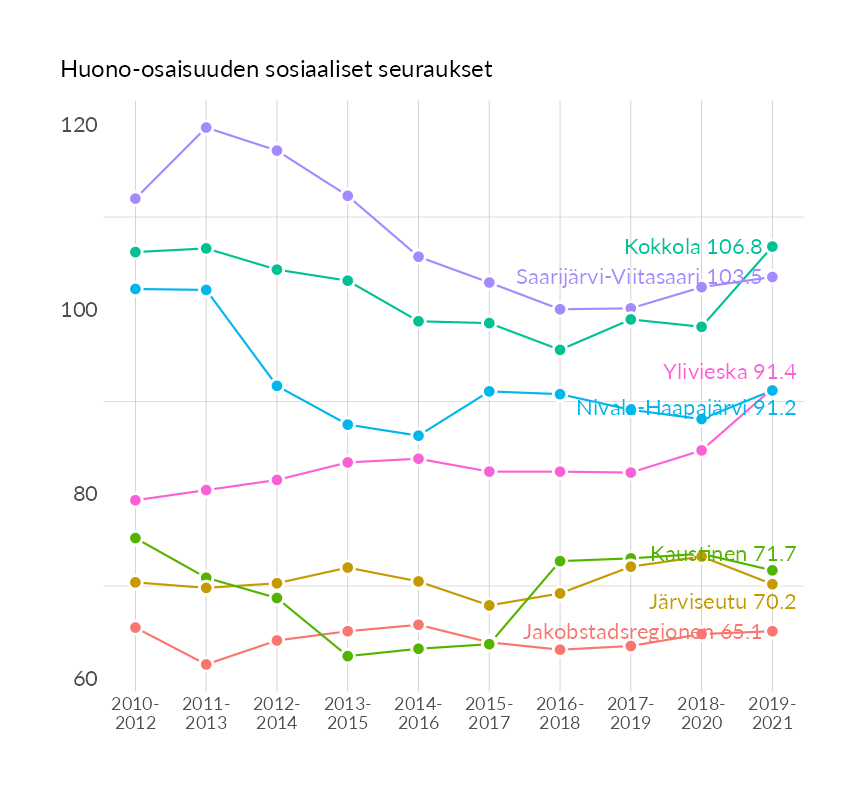 Huono-osaisuuden sosiaaliset seuraukset
120
100
80
60
Kokkola 106.8
Saarijärvi-Viitasaari 103.5
Ylivieska 91.4
Nivala-Haapajärvi 91.2
Kaustinen 71.7
Järviseutu 70.2
Jakobstadsregionen 65.1
2010- 2011- 2012- 2013- 2014- 2015- 2016- 2017- 2018- 2019-
2012 2013 2014 2015 2016 2017 2018 2019 2020 2021